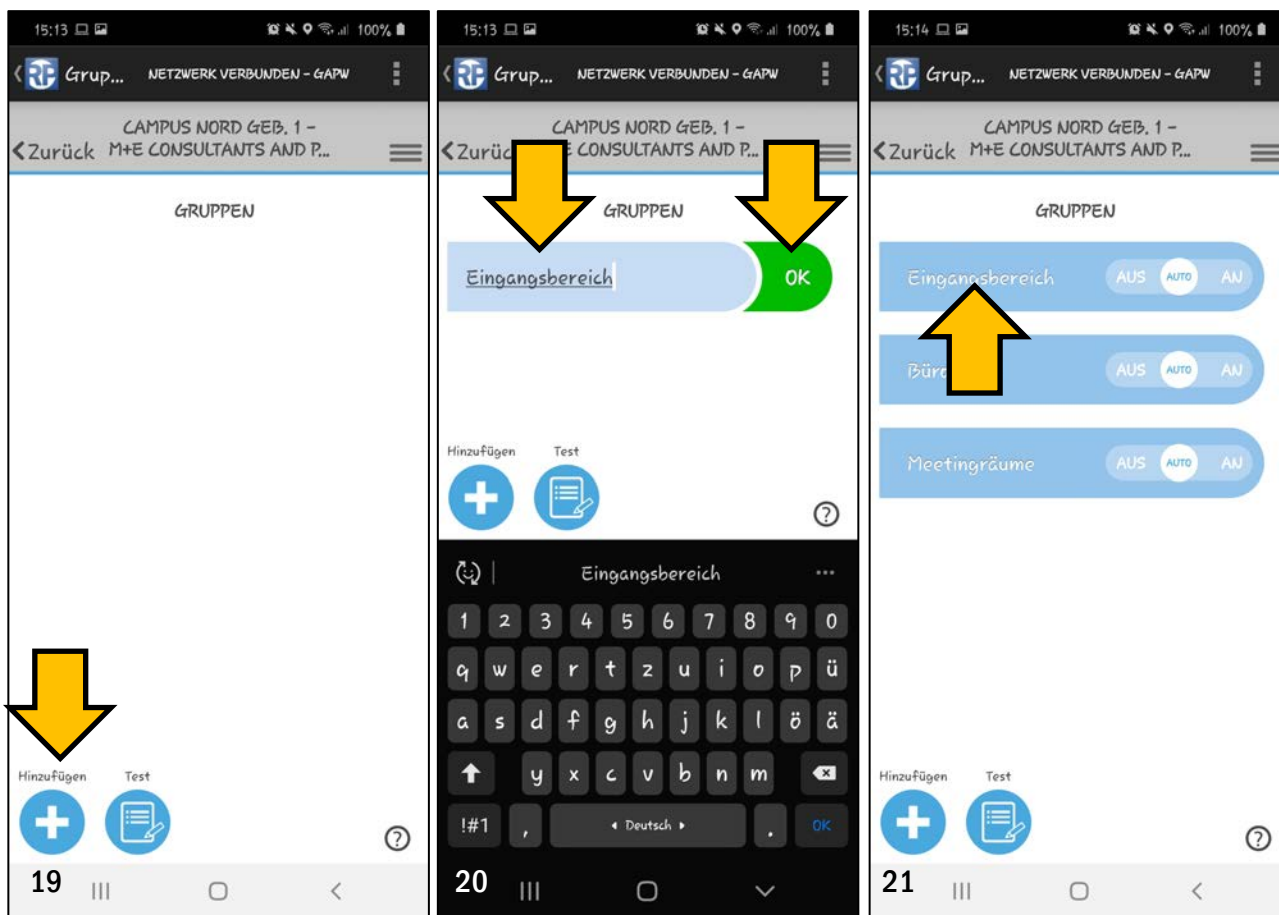 15:13
100%
RP Grup... NETZWERK VERBUNDEN - GAPW
CAMPUS NORD GEB. 1 -
<Zurück M+E CONSULTANTS AND P...
GRUPPEN
Hinzufügen Test
?
19
15:13
100%
RP Grup... NETZWERK VERBUNDEN - GAPW
CAMPUS NORD GEB. 1 -
<Zurüc E CONSULTANTS AND P...
GRUPPEN
Eingangsbereich OK
Hinzufügen Test
?
Eingangsbereich ...
1 2 3 4 5 6 7 8 9 0
q w e r t z u i o p ü
a s d f g h j k l ö ä
y x c v b n m
!#1 , Deutsch . OK
20
15:14
100%
RP Grup... NETZWERK VERBUNDEN - GAPW
CAMPUS NORD GEB. 1 -
<Zurück M+E CONSULTANTS AND P...
GRUPPEN
Eingangsbereich AUS AUTO AN
Büro AUS AUTO AN
Meetingräume AUS AUTO AN
Hinzufügen Test
?
21